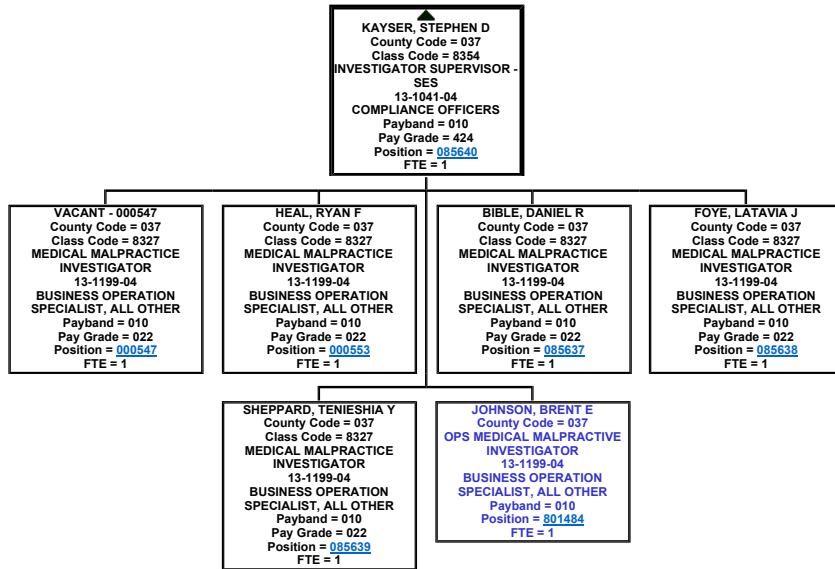 KAYSER, STEPHEN D
County Code = 037
Class Code = 8354
INVESTIGATOR SUPERVISOR -
SES
13-1041-04
COMPLIANCE OFFICERS
Payband = 010
Pay Grade = 424
Position = 085640
FTE = 1
VACANT - 000547
County Code = 037
Class Code = 8327
MEDICAL MALPRACTICE
INVESTIGATOR
13-1199-04
BUSINESS OPERATION
SPECIALIST, ALL OTHER
Payband = 010
Pay Grade = 022
Position = 000547
FTE = 1
HEAL, RYAN F
County Code = 037
Class Code = 8327
MEDICAL MALPRACTICE
INVESTIGATOR
13-1199-04
BUSINESS OPERATION
SPECIALIST, ALL OTHER
Payband = 010
Pay Grade = 022
Position = 000553
FTE = 1
BIBLE, DANIEL R
County Code = 037
Class Code = 8327
MEDICAL MALPRACTICE
INVESTIGATOR
13-1199-04
BUSINESS OPERATION
SPECIALIST, ALL OTHER
Payband = 010
Pay Grade = 022
Position = 085637
FTE = 1
FOYE, LATAVIA J
County Code = 037
Class Code = 8327
MEDICAL MALPRACTICE
INVESTIGATOR
13-1199-04
BUSINESS OPERATION
SPECIALIST, ALL OTHER
Payband = 010
Pay Grade = 022
Position = 085638
FTE = 1
SHEPPARD, TENIESHIA Y
County Code = 037
Class Code = 8327
MEDICAL MALPRACTICE
INVESTIGATOR
13-1199-04
BUSINESS OPERATION
SPECIALIST, ALL OTHER
Payband = 010
Pay Grade = 022
Position = 085639
FTE = 1
JOHNSON, BRENT E
County Code = 037
OPS MEDICAL MALPRACTIVE
INVESTIGATOR
13-1199-04
BUSINESS OPERATION
SPECIALIST, ALL OTHER
Payband = 010
Position = 801484
FTE = 1